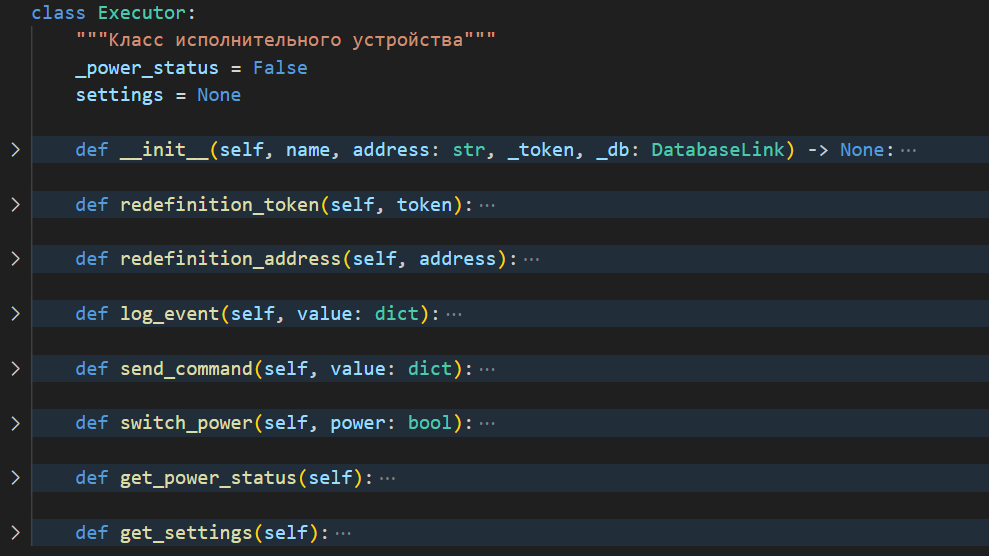 class Executor:
"""Класс исполнительного устройства"""
_power_status = False
settings = None
def __init__(self, name, address: str, _token, _db: DatabaseLink) -> None:···
def redefinition_token(self, token):···
def redefinition_address(self, address):···
def log_event(self, value: dict):···
def send_command(self, value: dict):···
def switch_power(self, power: bool):···
def get_power_status(self):···
def get_settings(self):···